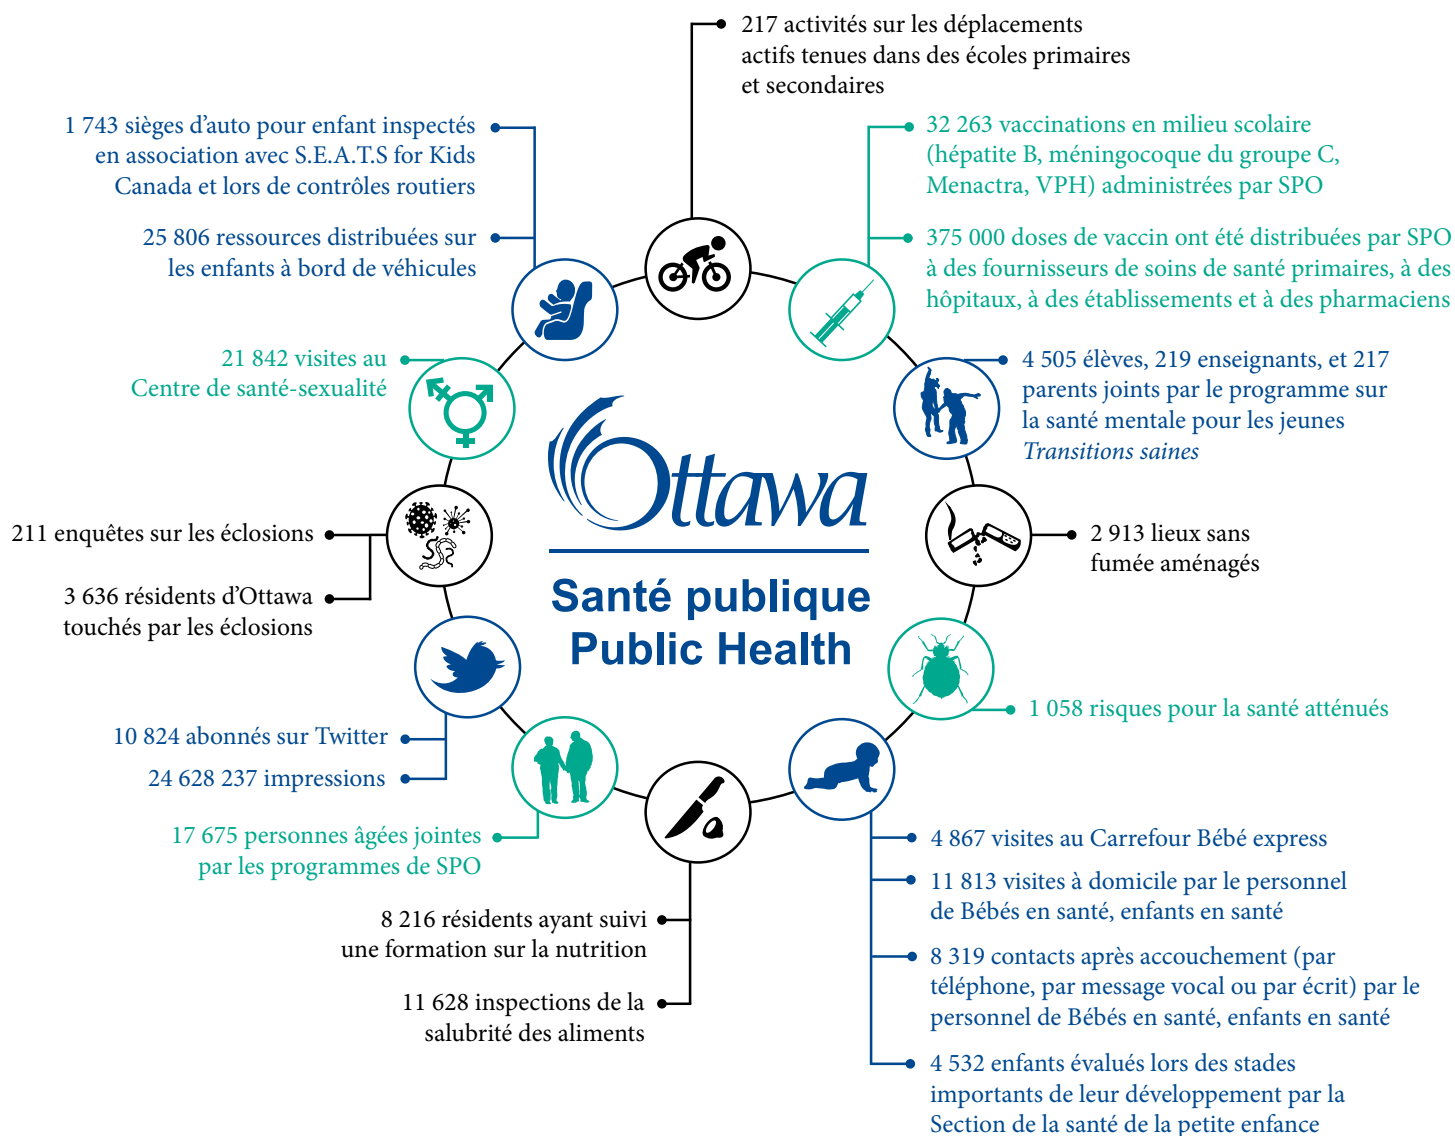 217 activités sur les déplacements
actifs tenues dans des écoles primaires
et secondaires
1 743 sièges d'auto pour enfant inspectés
en association avec S.E.A.T.S for Kids
Canada et lors de contrôles routiers
25 806 ressources distribuées sur
les enfants à bord de véhicules
32 263 vaccinations en milieu scolaire
(hépatite B, méningocoque du groupe C,
Menactra, VPH) administrées par SPO
375 000 doses de vaccin ont été distribuées par SPO
à des fournisseurs de soins de santé primaires, à des
hôpitaux, à des établissements et à des pharmaciens
21 842 visites au
Centre de santé-sexualité
4 505 élèves, 219 enseignants, et 217
parents joints par le programme sur
la santé mentale pour les jeunes
Transitions saines
Ottawa
Santé publique
Public Health
211 enquêtes sur les éclosions
3 636 résidents d'Ottawa
touchés par les éclosions
2 913 lieux sans
fumée aménagés
1 058 risques pour la santé atténués
10 824 abonnés sur Twitter
24 628 237 impressions
17 675 personnes âgées jointes
par les programmes de SPO
8 216 résidents ayant suivi
une formation sur la nutrition
11 628 inspections de la
salubrité des aliments
4 867 visites au Carrefour Bébé express
11 813 visites à domicile par le personnel
de Bébés en santé, enfants en santé
8 319 contacts après accouchement (par
téléphone, par message vocal ou par écrit) par le
personnel de Bébés en santé, enfants en santé
4 532 enfants évalués lors des stades
importants de leur développement par la
Section de la santé de la petite enfance